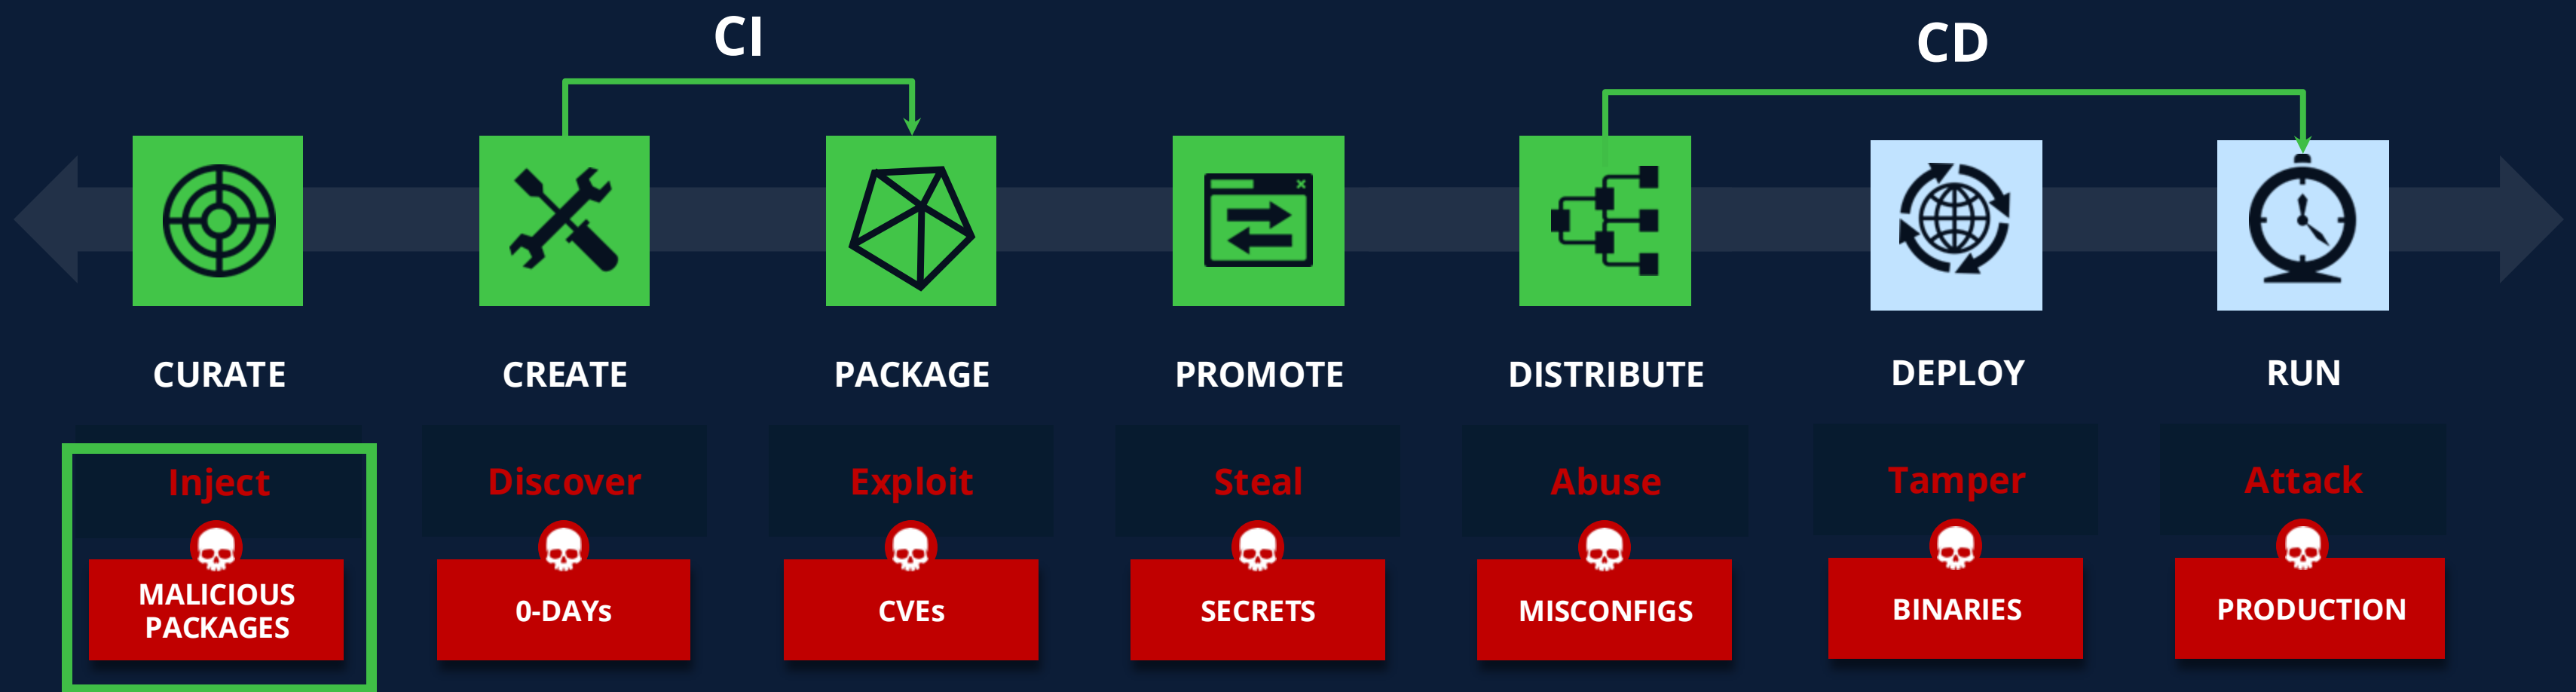 CI
CD
CURATE
CREATE
PACKAGE
PROMOTE
DISTRIBUTE
DEPLOY
RUN
Inject
Discover
Exploit
Steal
Abuse
Tamper
Attack
MALICIOUS
PACKAGES
0-DAYs
CVEs
SECRETS
MISCONFIGS
BINARIES
PRODUCTION